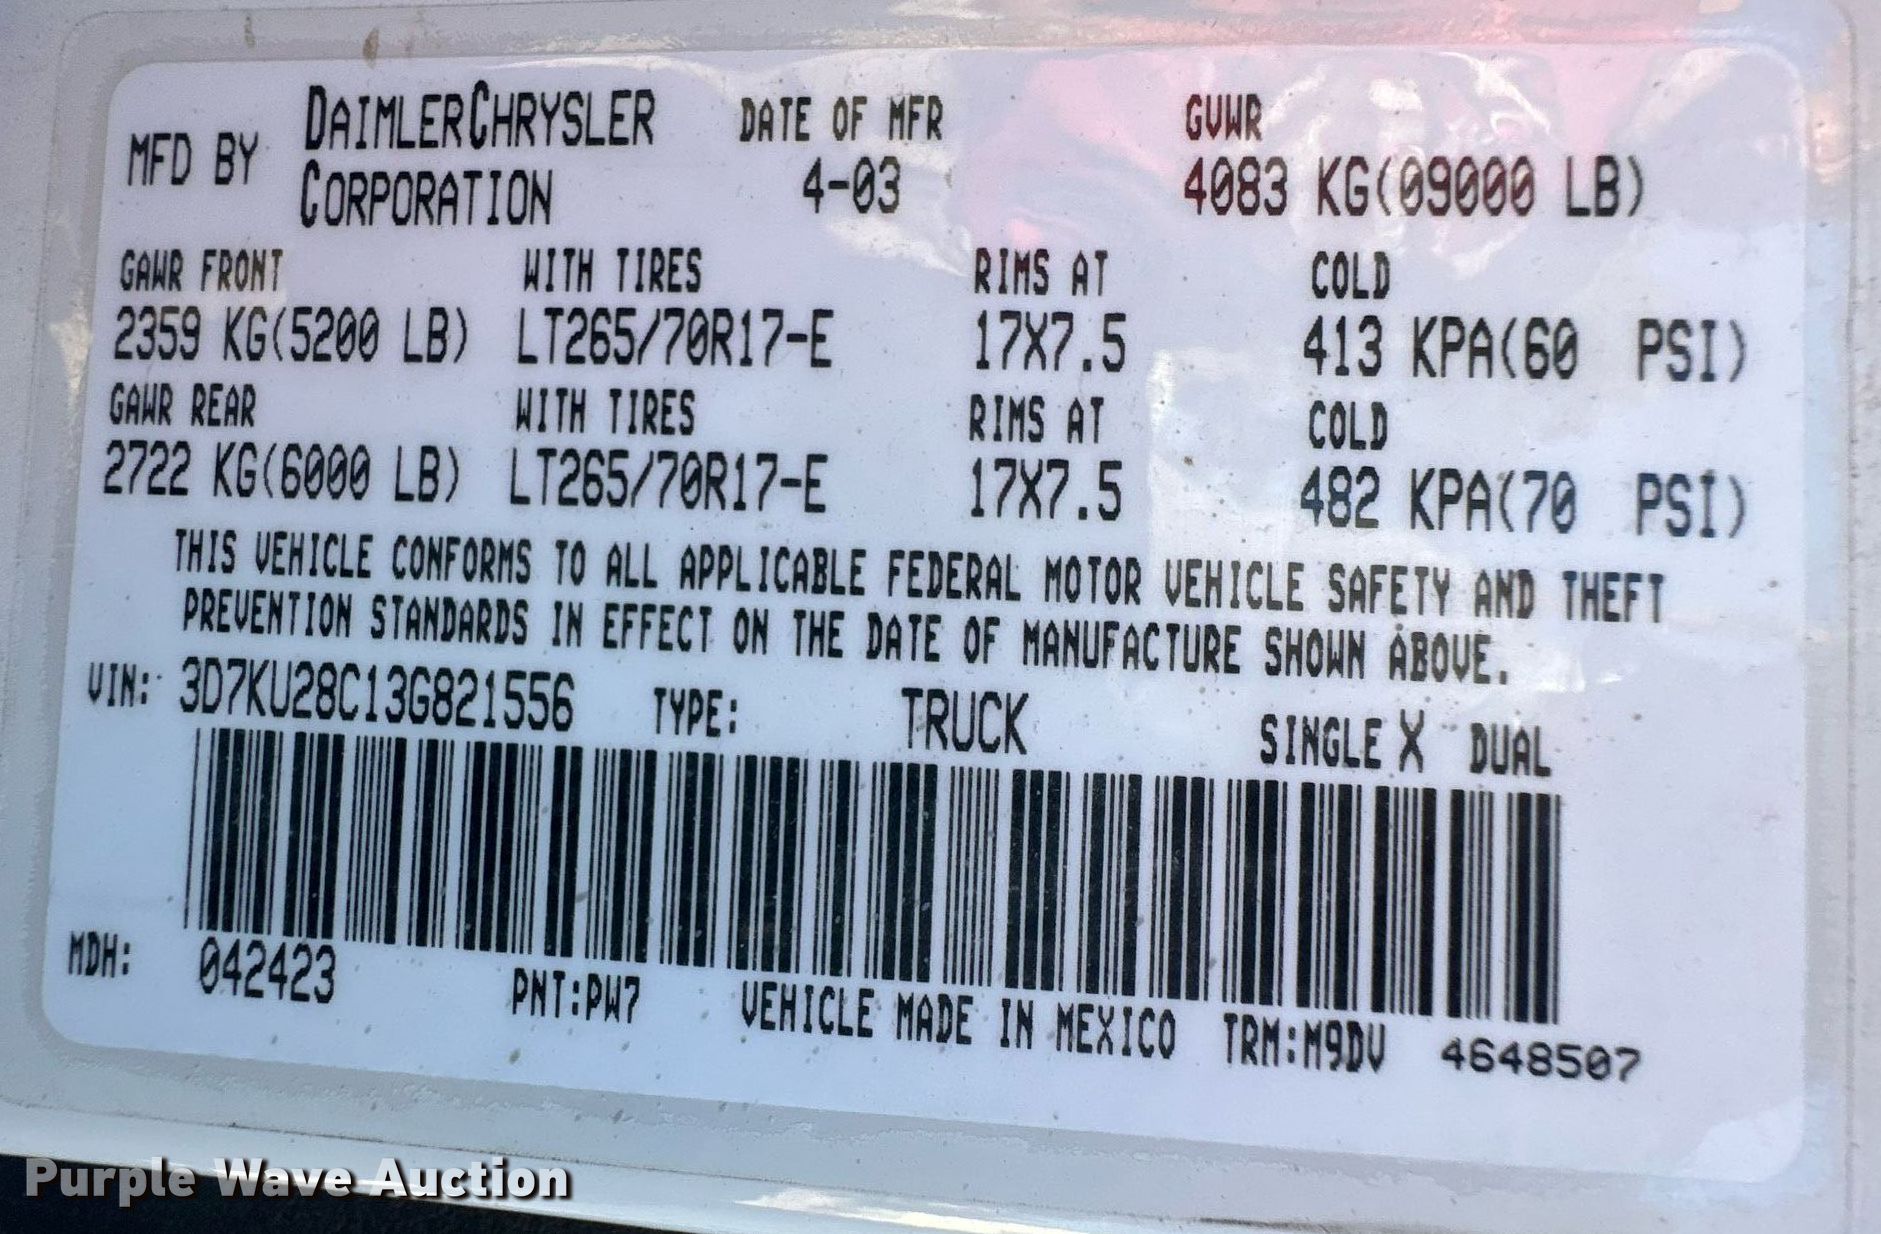 MFD BY DAIMLERCHRYSLER CORPORATION DATE OF MFR 4-03 GVWR 4083 KG(09000 LB)
GAWR FRONT WITH TIRES RIMS AT COLD
2359 KG(5200 LB) LT265/70R17-E 17X7.5 413 KPA(60 PSI)
GAWR REAR WITH TIRES RIMS AT COLD
2722 KG(6000 LB) LT265/70R17-E 17X7.5 482 KPA(70 PSI)
THIS VEHICLE CONFORMS TO ALL APPLICABLE FEDERAL MOTOR VEHICLE SAFETY AND THEFT
PREVENTION STANDARDS IN EFFECT ON THE DATE OF MANUFACTURE SHOWN ABOVE.
VIN: 3D7KU28C13G821556 TYPE: TRUCK SINGLE X DUAL
MDH: 042423 PNT:PW7 VEHICLE MADE IN MEXICO TRM:M9DV 4648507
Purple Wave Auction